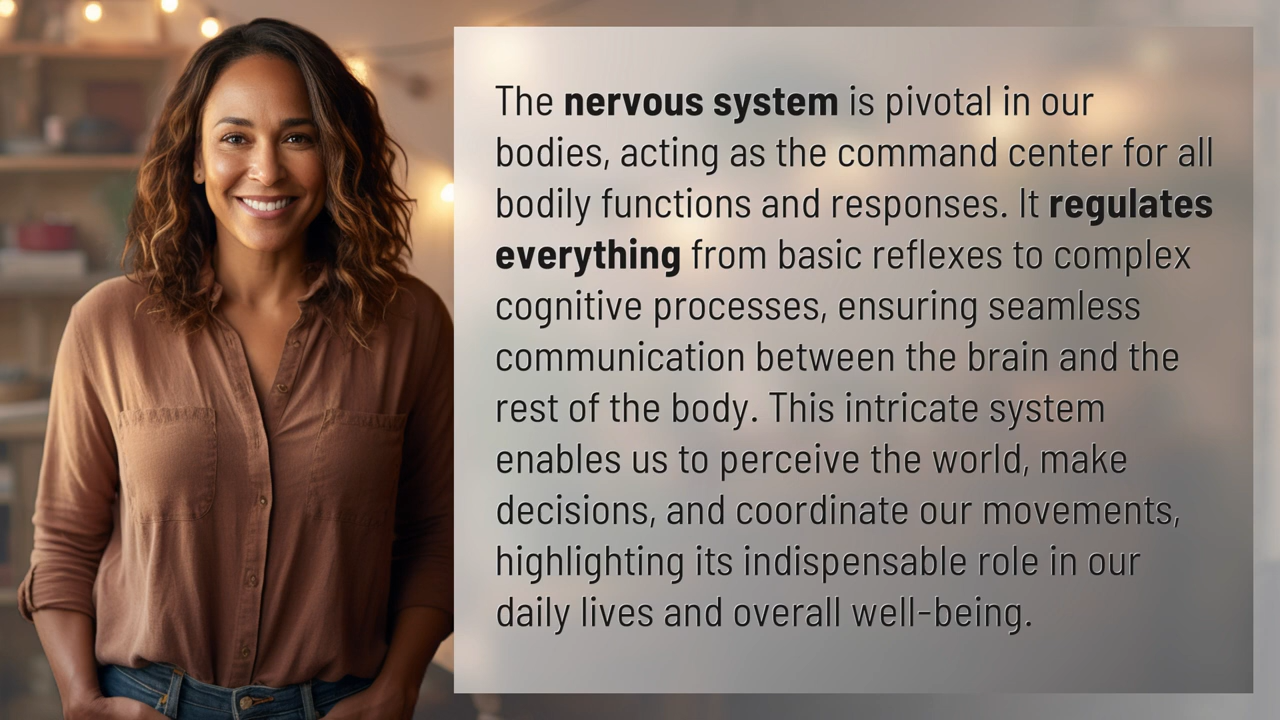 The nervous system is pivotal in our
bodies, acting as the command center for all
bodily functions and responses. It regulates
everything from basic reflexes to complex
cognitive processes, ensuring seamless
communication between the brain and the
rest of the body. This intricate system
enables us to perceive the world, make
decisions, and coordinate our movements,
highlighting its indispensable role in our
daily lives and overall well-being.